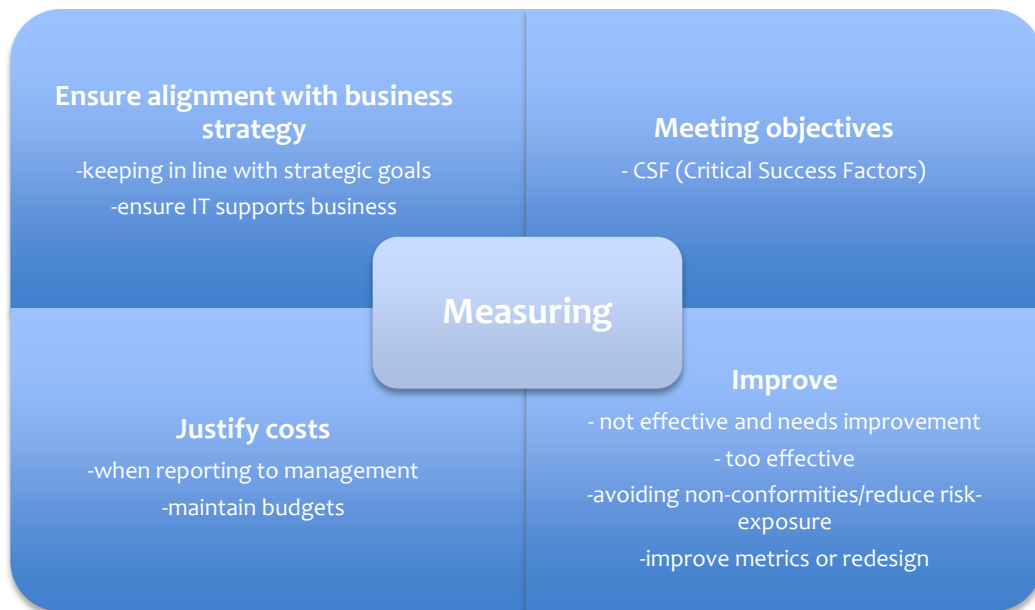 Ensure alignment with business
strategy
-keeping in line with strategic goals
-ensure IT supports business
Meeting objectives
- CSF (Critical Success Factors)
Measuring
Justify costs
-when reporting to management
-maintain budgets
Improve
- not effective and needs improvement
- too effective
-avoiding non-conformities/reduce risk-
exposure
-improve metrics or redesign